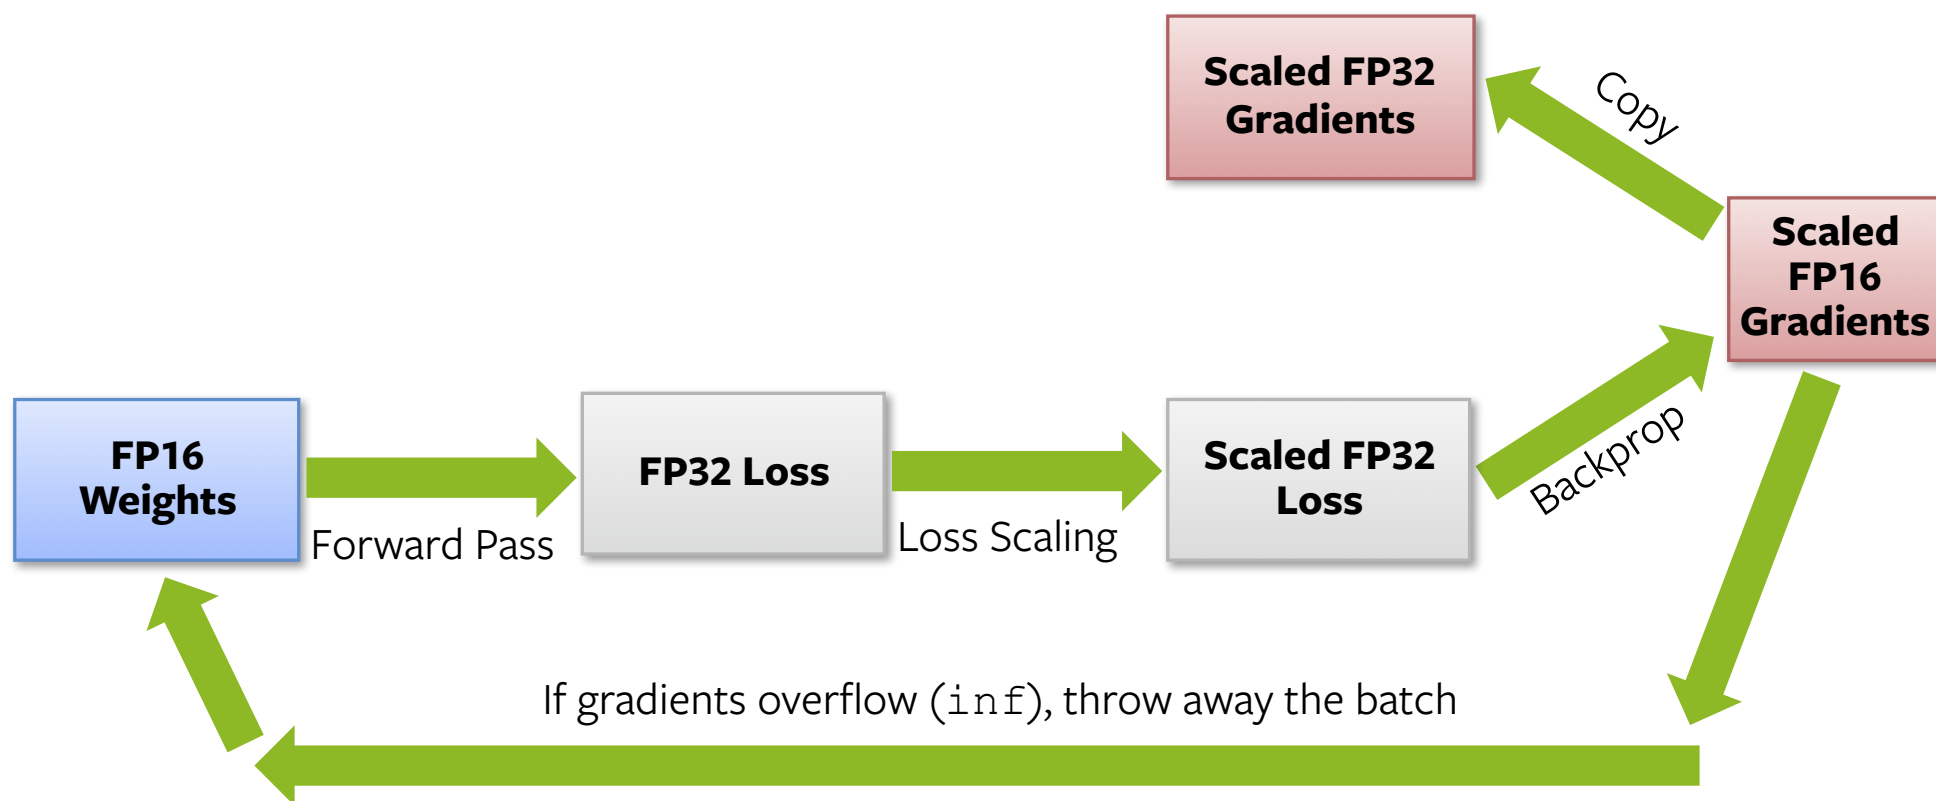 Scaled FP32
Gradients
Copy
Scaled
FP16
Gradients
FP16
Weights
Forward Pass
FP32 Loss
Loss Scaling
Scaled FP32
Loss
Backprop
If gradients overflow (inf), throw away the batch